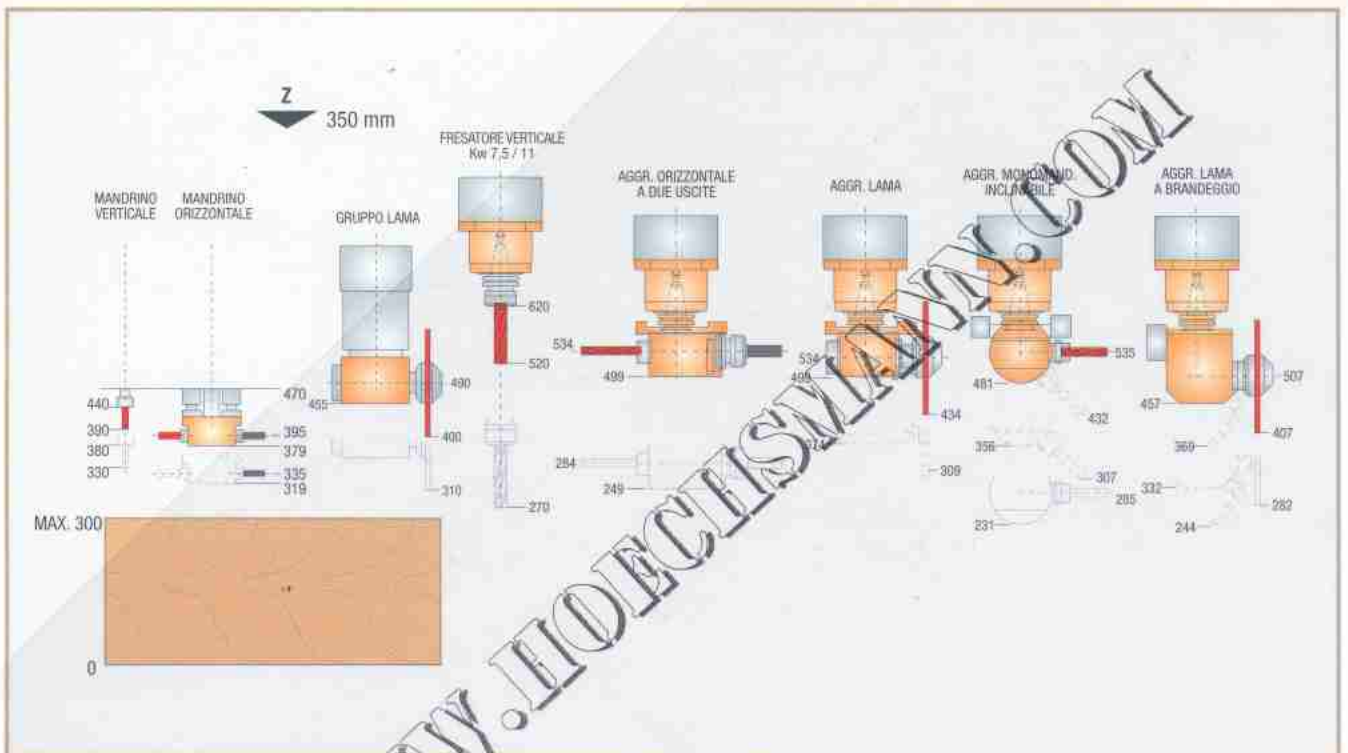 Z
350 mm
MANDRINO
VERTICALE
MANDRINO
ORIZZONTALE
GRUPPO LAMA
FRESATORE VERTICALE
Kw 7,5 / 11
AGGR. ORIZZONTALE
A DUE USCITE
AGGR. LAMA
AGGR. MONOMAND.
INCLINABILE
AGGR. LAMA
A BRANDEGGIO
440
390
380
330
470
395
379
335
319
455
490
400
310
620
520
270
534
499
284
249
534
499
434
309
481
535
432
356
307
285
231
457
507
407
369
332
244
282
MAX. 300
0
W.HOECHSMANN.COM